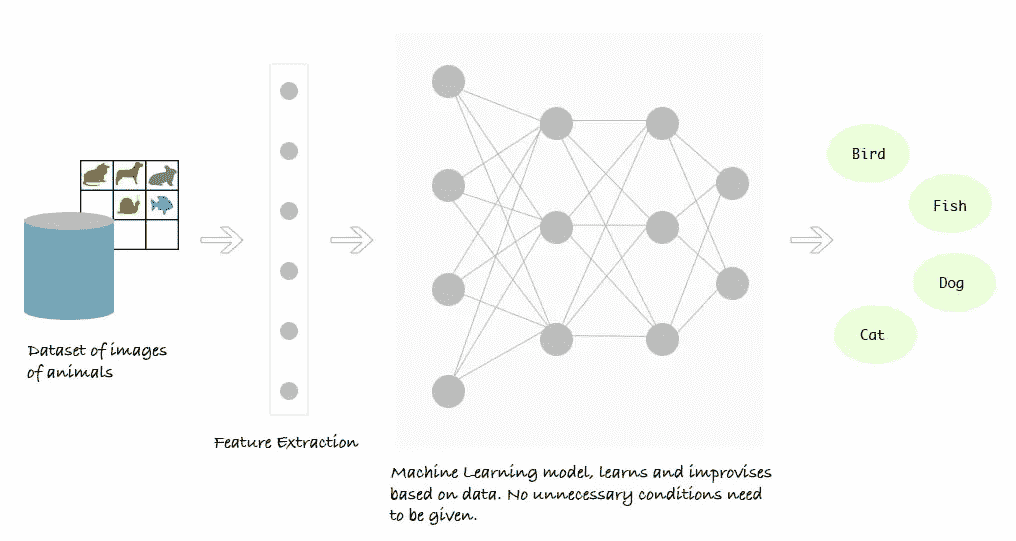 Dataset of images
of animals
Feature Extraction
Machine Learning model, learns and improvises
based on data. No unnecessary conditions need
to be given.
Bird
Fish
Dog
Cat